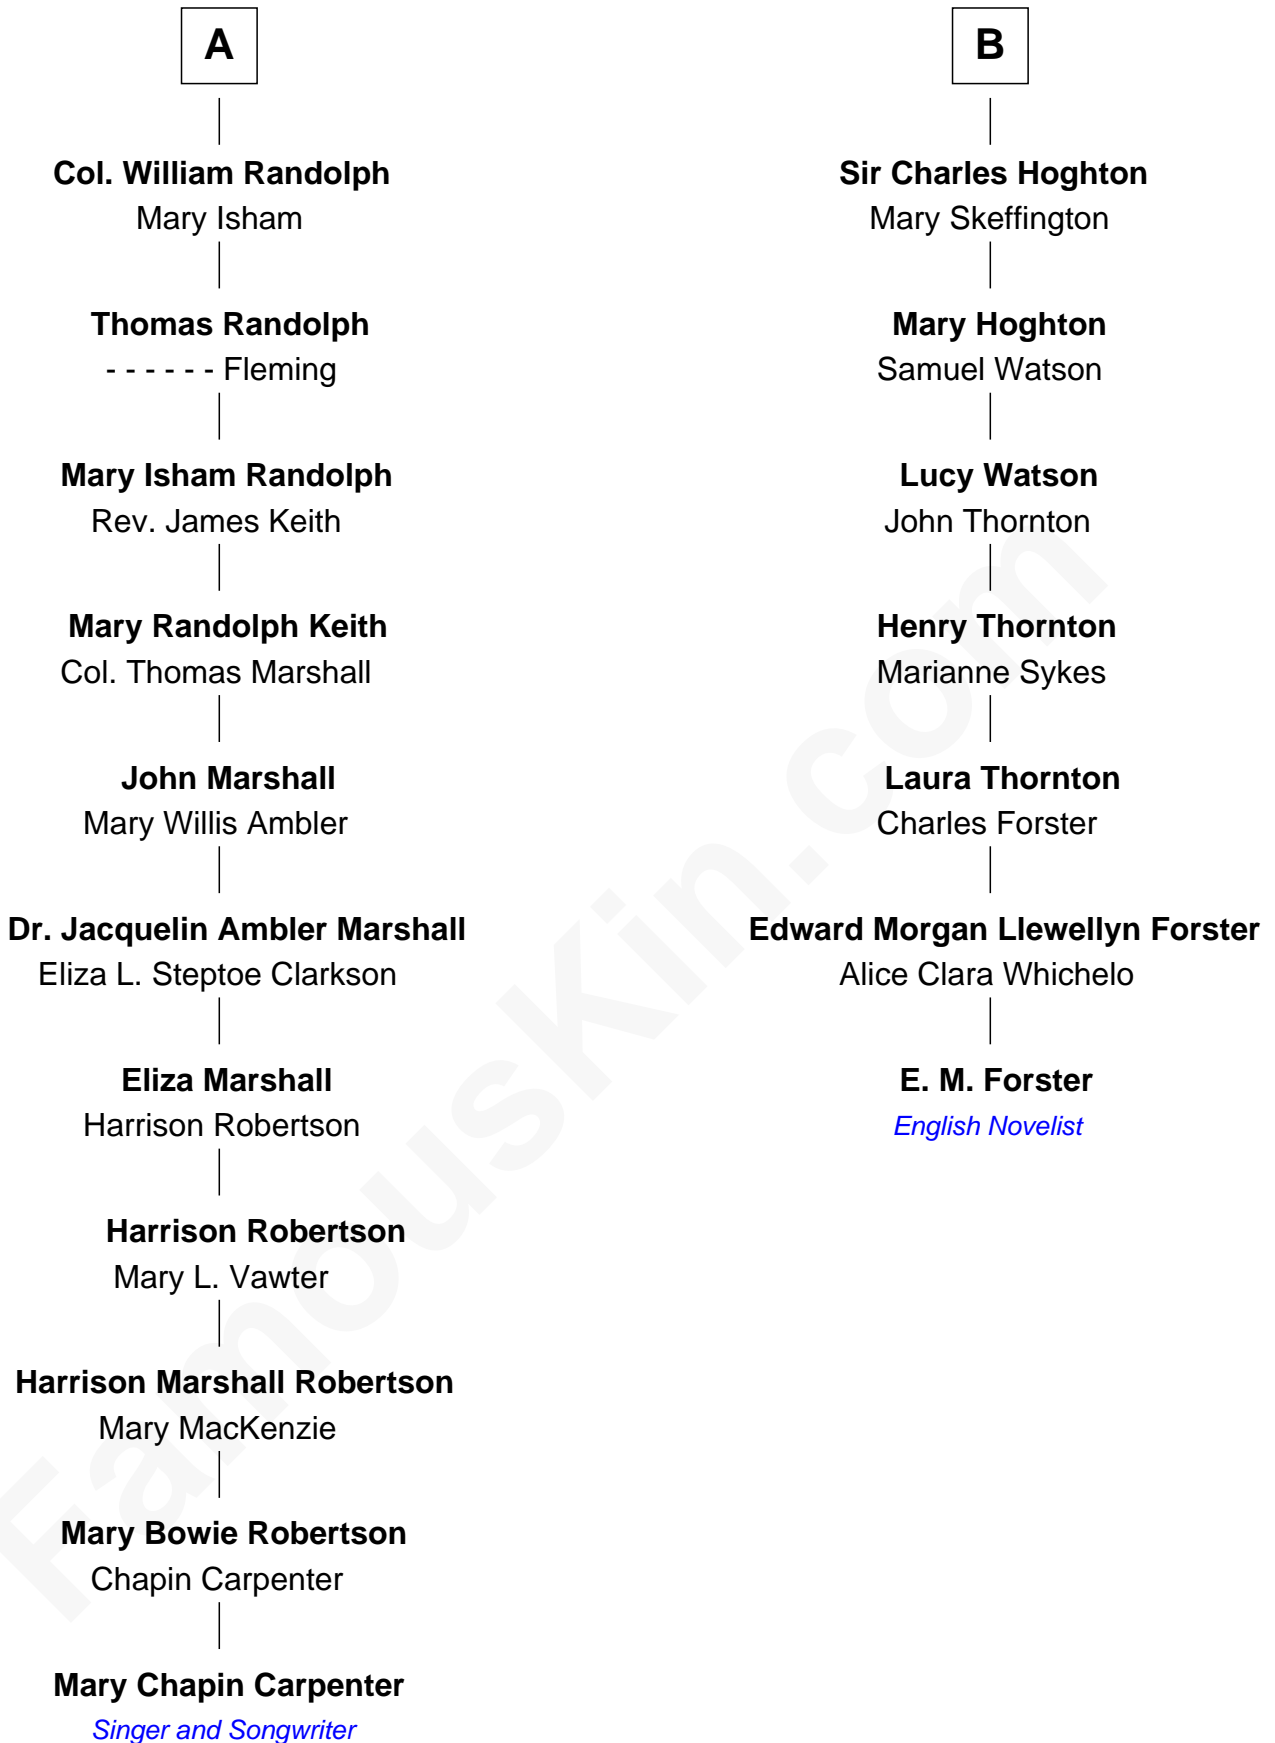 A
Col. William Randolph
Mary Isham
Thomas Randolph
- - - - - - Fleming
Mary Isham Randolph
Rev. James Keith
Mary Randolph Keith
Col. Thomas Marshall
John Marshall
Mary Willis Ambler
Dr. Jacquelin Ambler Marshall
Eliza L. Steptoe Clarkson
Eliza Marshall
Harrison Robertson
Harrison Robertson
Mary L. Vawter
Harrison Marshall Robertson
Mary MacKenzie
Mary Bowie Robertson
Chapin Carpenter
Mary Chapin Carpenter
Singer and Songwriter
B
Sir Charles Hoghton
Mary Skeffington
Mary Hoghton
Samuel Watson
Lucy Watson
John Thornton
Henry Thornton
Marianne Sykes
Laura Thornton
Charles Forster
Edward Morgan Llewellyn Forster
Alice Clara Whichelo
E. M. Forster
English Novelist
FamousKin.com